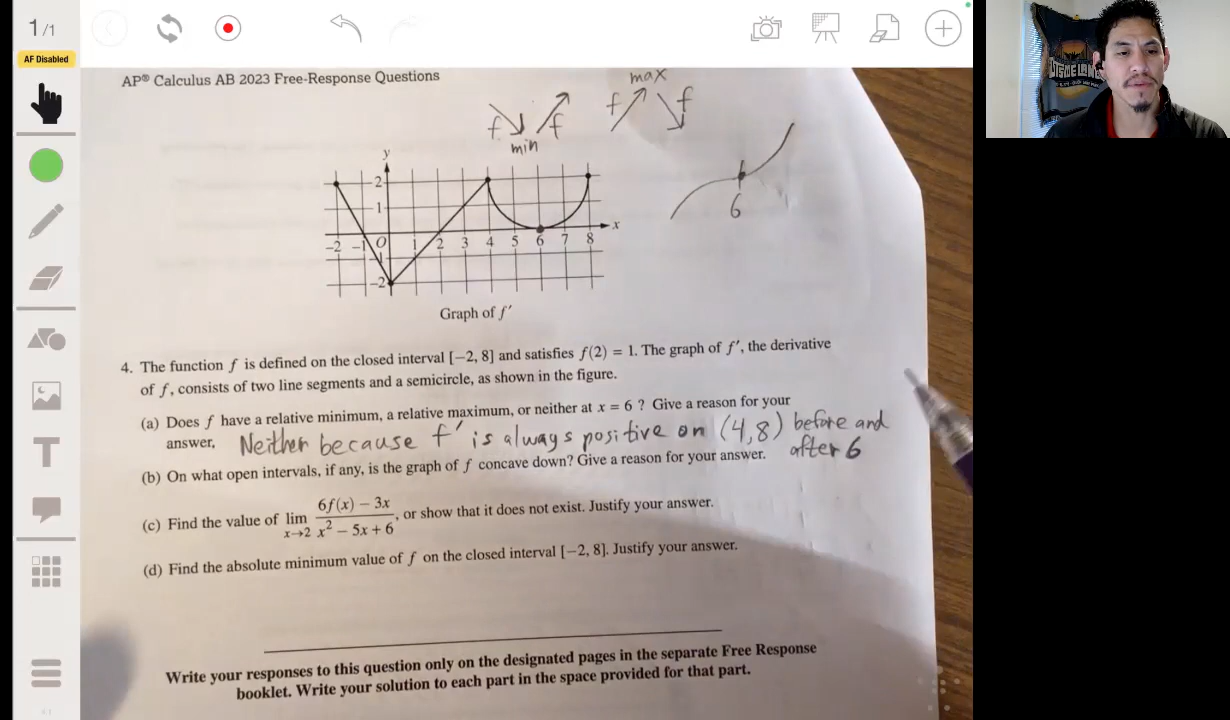 1/1
AF Disabled
AP® Calculus AB 2023 Free-Response Questions
max
f f
f f
min
6
y
2
1
-2 -1 O 1 2 3 4 5 6 7 8 x
-1
-2
Graph of f′
4. The function f is defined on the closed interval [−2, 8] and satisfies f(2) = 1. The graph of f′, the derivative
of f, consists of two line segments and a semicircle, as shown in the figure.
(a) Does f have a relative minimum, a relative maximum, or neither at x = 6 ? Give a reason for your
answer. Neither because f′ is always positive on (4,8) before and
after 6
(b) On what open intervals, if any, is the graph of f concave down? Give a reason for your answer.
(c) Find the value of lim x→2 (6f(x) − 3x)/(x² − 5x + 6), or show that it does not exist. Justify your answer.
(d) Find the absolute minimum value of f on the closed interval [−2, 8]. Justify your answer.
Write your responses to this question only on the designated pages in the separate Free Response
booklet. Write your solution to each part in the space provided for that part.
T